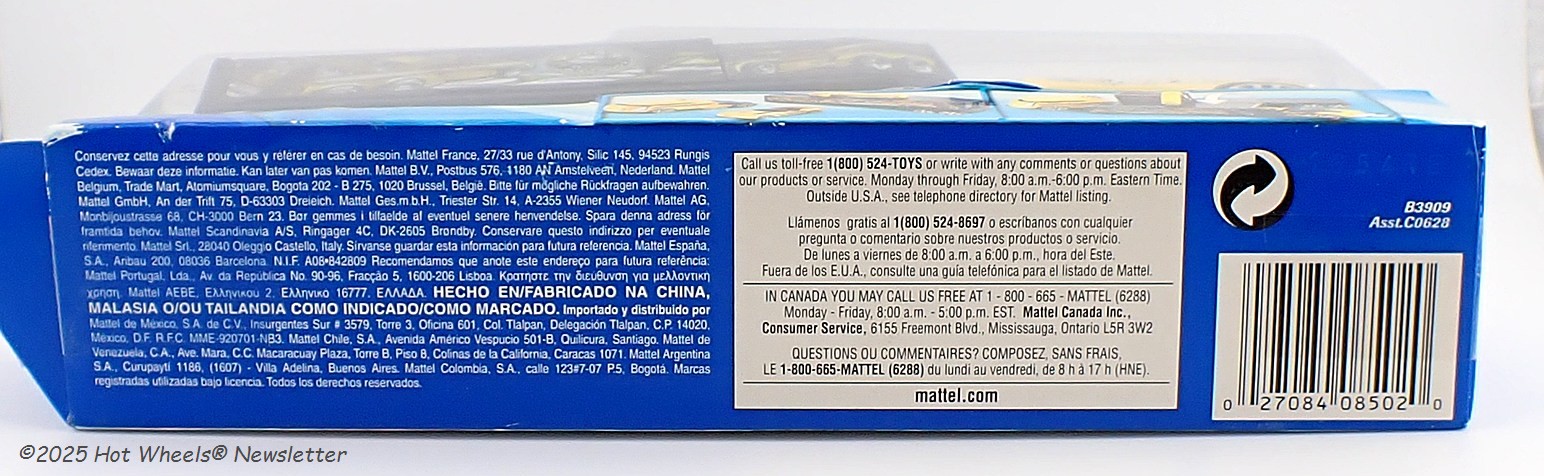 Conservez cette adresse pour vous y référer en cas de besoin. Mattel France, 27/33 rue d'Antony, Silic 145, 94523 Rungis
Cedex. Bewaar deze informatie. Kan later van pas komen. Mattel B.V., Postbus 576, 1180 AN Amstelveen, Nederland. Mattel
Belgium, Trade Mart, Atomiumsquare, Bogota 202 - B 275, 1020 Brussel, België. Bitte für mögliche Rückfragen aufbewahren.
Mattel GmbH, An der Trift 75, D-63303 Dreieich. Mattel Ges.m.b.H., Triester Str. 14, A-2355 Wiener Neudorf. Mattel AG,
Monbijoustrasse 68, CH-3000 Bern 23. Bør gemmes i tilfælde af eventuel senere henvendelse. Spara denna adress för
framtida behov. Mattel Scandinavia A/S, Ringager 4C, DK-2605 Brøndby. Conservare questo indirizzo per eventuale
riferimento. Mattel Srl., 28040 Oleggio Castello, Italy. Sírvanse guardar esta información para futura referencia. Mattel España,
S.A., Aribau 200, 08036 Barcelona. N.I.F. A08•842809 Recomendamos que anote este endereço para futura referência:
Mattel Portugal, Lda., Av. da República No. 90-96, Fracção 5, 1600-206 Lisboa. Κρατηστε την διευθυνση για μελλοντικη
χρηση. Mattel AEBE, Ελληνικου 2, Ελληνικο 16777, ΕΛΛΑΔΑ. HECHO EN/FABRICADO NA CHINA,
MALASIA O/OU TAILANDIA COMO INDICADO/COMO MARCADO. Importado y distribuido por
Mattel de México, S.A. de C.V., Insurgentes Sur # 3579, Torre 3, Oficina 601, Col. Tlalpan, Delegación Tlalpan, C.P. 14020,
México, D.F. R.F.C. MME-920701-NB3. Mattel Chile, S.A., Avenida Américo Vespucio 501-B, Quilicura, Santiago. Mattel de
Venezuela, C.A., Ave. Mara, C.C. Macaracuay Plaza, Torre B, Piso 8, Colinas de la California, Caracas 1071. Mattel Argentina
S.A., Curupaytí 1186, (1607) - Villa Adelina, Buenos Aires. Mattel Colombia, S.A., calle 123#7-07 P.5, Bogotá. Marcas
registradas utilizadas bajo licencia. Todos los derechos reservados.
Call us toll-free 1(800) 524-TOYS or write with any comments or questions about
our products or service. Monday through Friday, 8:00 a.m.-6:00 p.m. Eastern Time.
Outside U.S.A., see telephone directory for Mattel listing.
Llámenos gratis al 1(800) 524-8697 o escríbanos con cualquier
pregunta o comentario sobre nuestros productos o servicio.
De lunes a viernes de 8:00 a.m. a 6:00 p.m., hora del Este.
Fuera de los E.U.A., consulte una guía telefónica para el listado de Mattel.
IN CANADA YOU MAY CALL US FREE AT 1 - 800 - 665 - MATTEL (6288)
Monday - Friday, 8:00 a.m. - 5:00 p.m. EST. Mattel Canada Inc.,
Consumer Service, 6155 Freemont Blvd., Mississauga, Ontario L5R 3W2
QUESTIONS OU COMMENTAIRES? COMPOSEZ, SANS FRAIS,
LE 1-800-665-MATTEL (6288) du lundi au vendredi, de 8 h à 17 h (HNE).
mattel.com
B3909
Asst.C0628
0 27084 08502 0
©2025 Hot Wheels® Newsletter